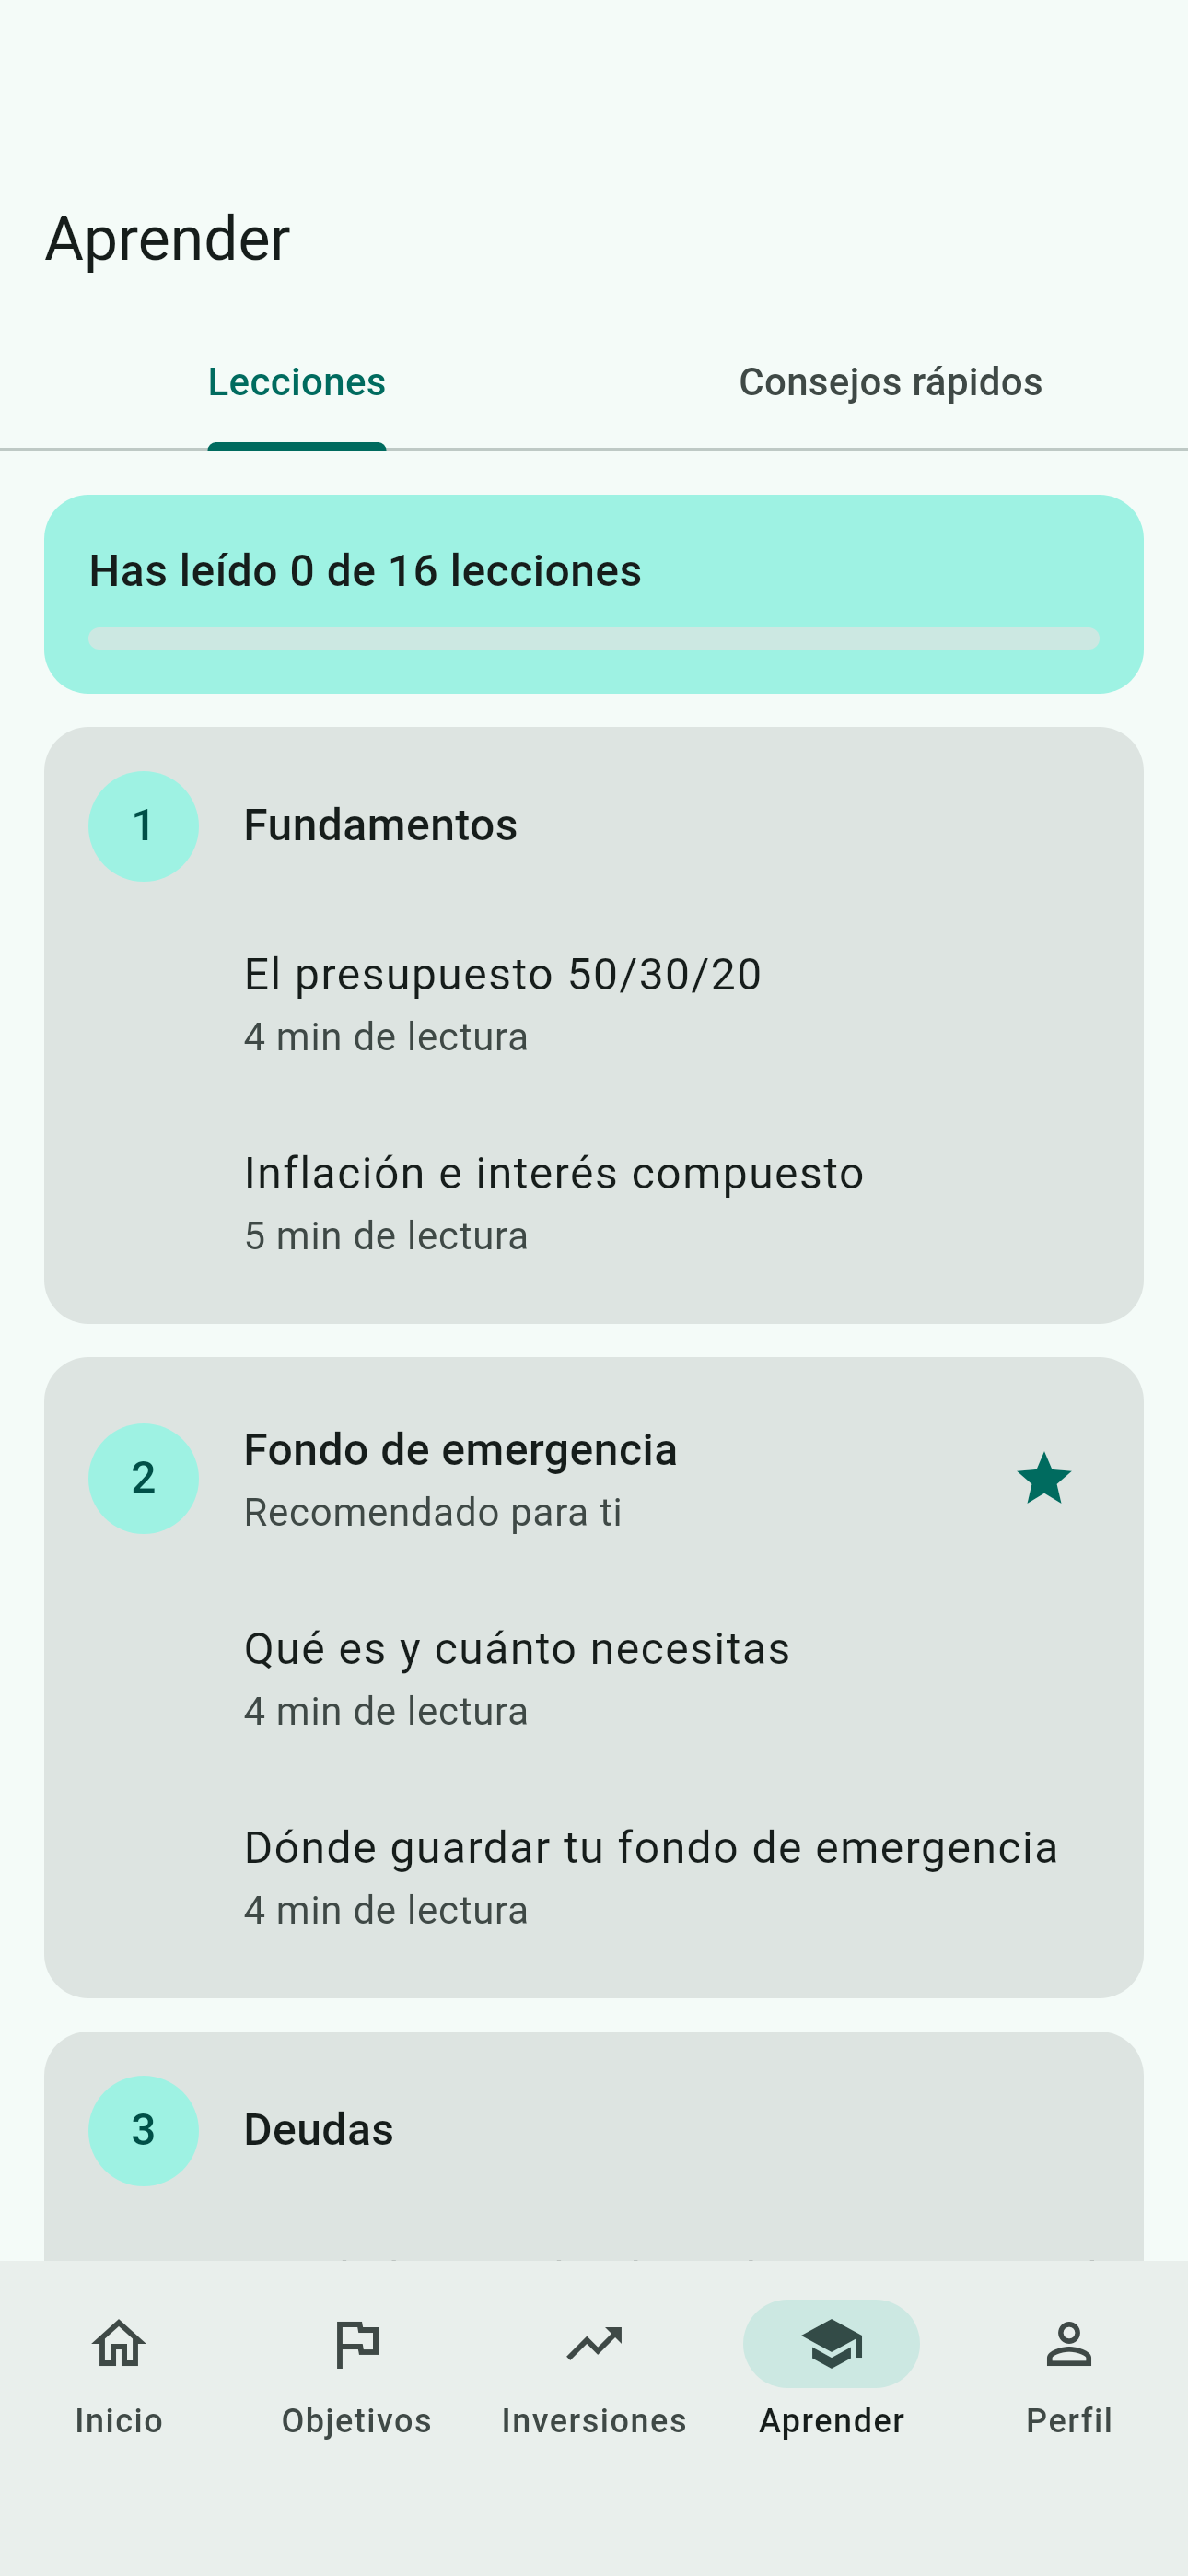 Aprender
Lecciones
Consejos rápidos
Has leído 0 de 16 lecciones
1
Fundamentos
El presupuesto 50/30/20
4 min de lectura
Inflación e interés compuesto
5 min de lectura
2
Fondo de emergencia
Recomendado para ti
Qué es y cuánto necesitas
4 min de lectura
Dónde guardar tu fondo de emergencia
4 min de lectura
3
Deudas
Inicio
Objetivos
Inversiones
Aprender
Perfil